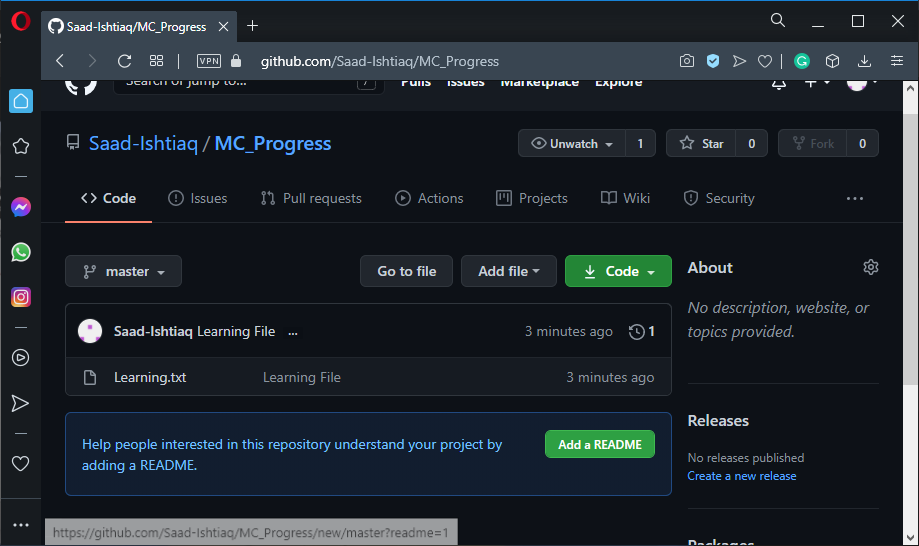 Saad-Ishtiaq/MC_Progress
VPN github.com/Saad-Ishtiaq/MC_Progress
Search or jump to... /
Pulls Issues Marketplace Explore
Saad-Ishtiaq / MC_Progress
Unwatch 1 Star 0 Fork 0
Code Issues Pull requests Actions Projects Wiki Security ...
master Go to file Add file Code
About
No description, website, or
topics provided.
Saad-Ishtiaq Learning File ... 3 minutes ago 1
Learning.txt Learning File 3 minutes ago
Help people interested in this repository understand your project by
adding a README.
Add a README
Releases
No releases published
Create a new release
Packages
https://github.com/Saad-Ishtiaq/MC_Progress/new/master?readme=1